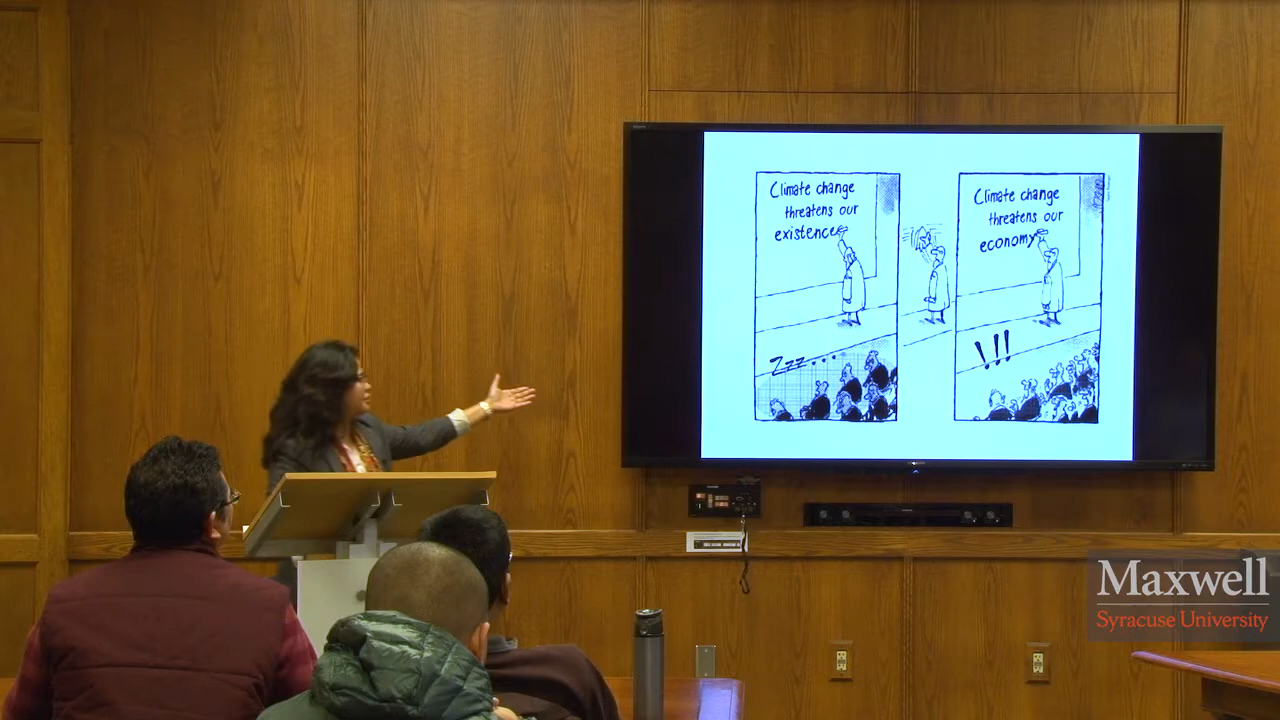 Climate change
threatens our
existence
Zzz...
Climate change
threatens our
economy
!!!
Maxwell
Syracuse University